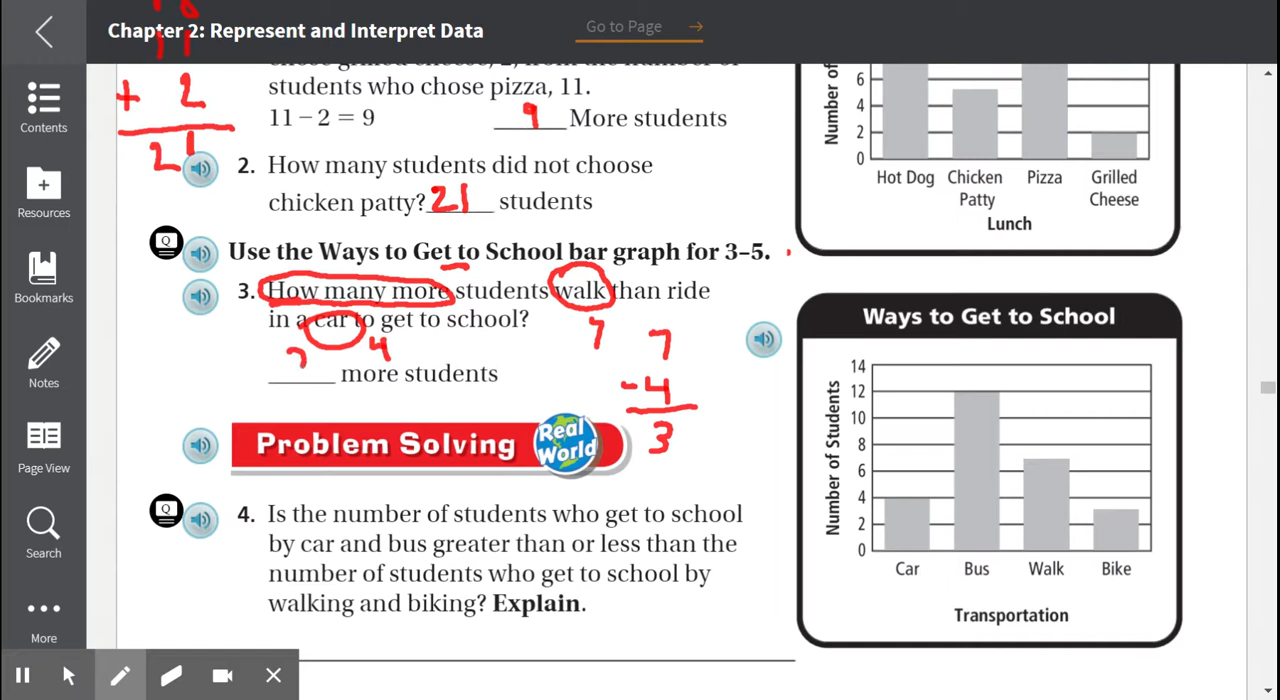 Chapter 2: Represent and Interpret Data
Go to Page
Contents
Resources
Bookmarks
Notes
Page View
Search
More
students who chose pizza, 11.
11 – 2 = 9
9 More students
+ 2
21
2. How many students did not choose
chicken patty? 21 students
Use the Ways to Get to School bar graph for 3–5.
3. How many more students walk than ride
in a car to get to school?
7
4
more students
7
-4
3
Problem Solving
Real
World
4. Is the number of students who get to school
by car and bus greater than or less than the
number of students who get to school by
walking and biking? Explain.
Number of
6
4
2
0
Hot Dog
Chicken
Patty
Pizza
Grilled
Cheese
Lunch
Ways to Get to School
Number of Students
14
12
10
8
6
4
2
0
Car
Bus
Walk
Bike
Transportation
Q
Q